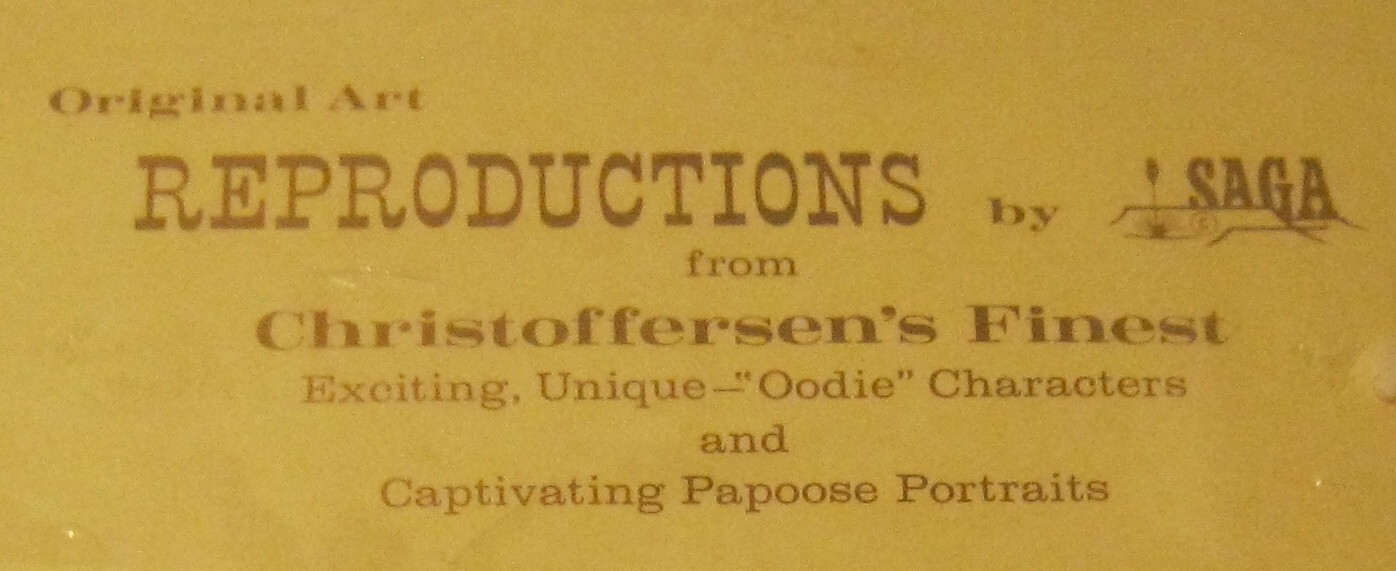 Original Art
REPRODUCTIONS by SAGA
from
Christoffersen's Finest
Exciting, Unique—"Oodie" Characters
and
Captivating Papoose Portraits